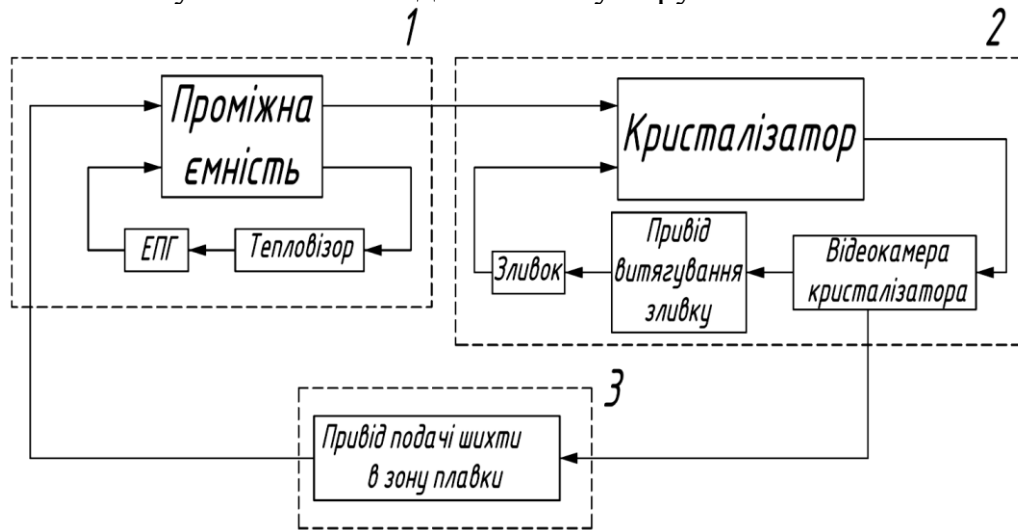 1
2
Проміжна
ємність
Кристалізатор
ЕПГ
Тепловізор
Зливок
Привід
витягування
зливку
Відеокамера
кристалізатора
3
Привід подачі шихти
в зону плавки